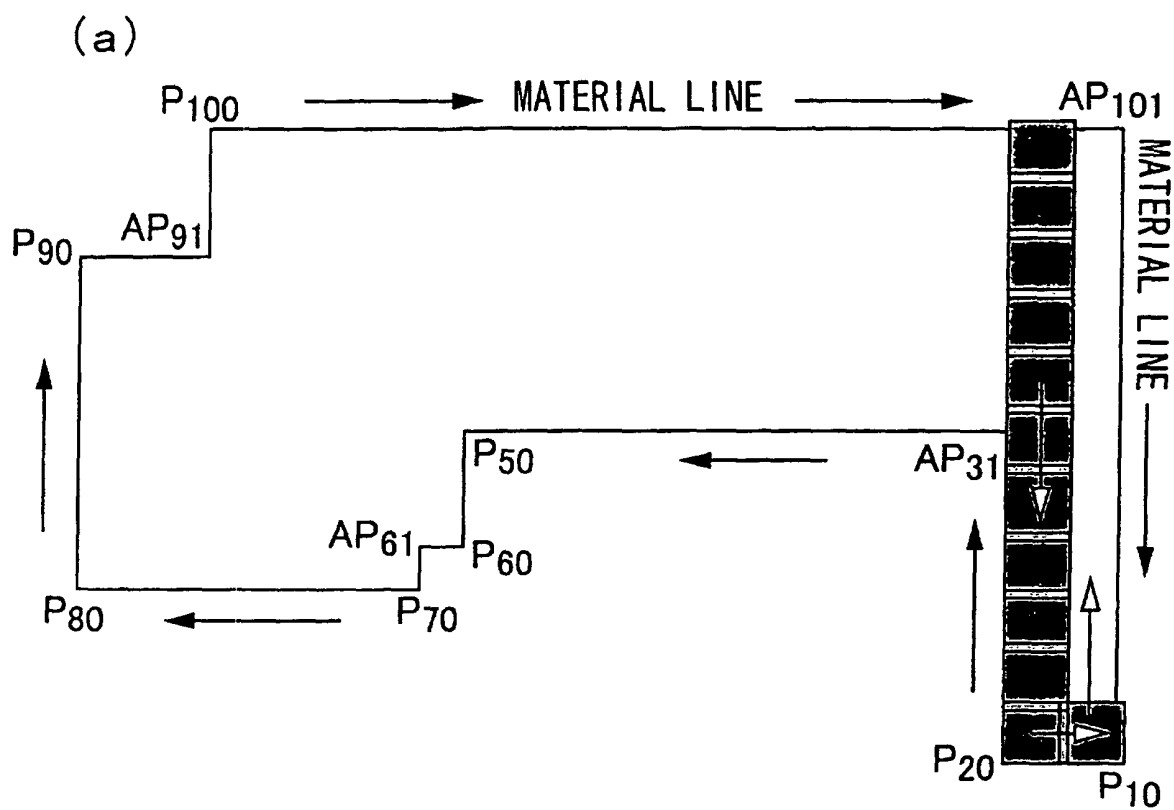 (a)
P100 MATERIAL LINE AP101
MATERIAL LINE
P90 AP91
P50 AP31
AP61 P60
P80 P70
P20 P10